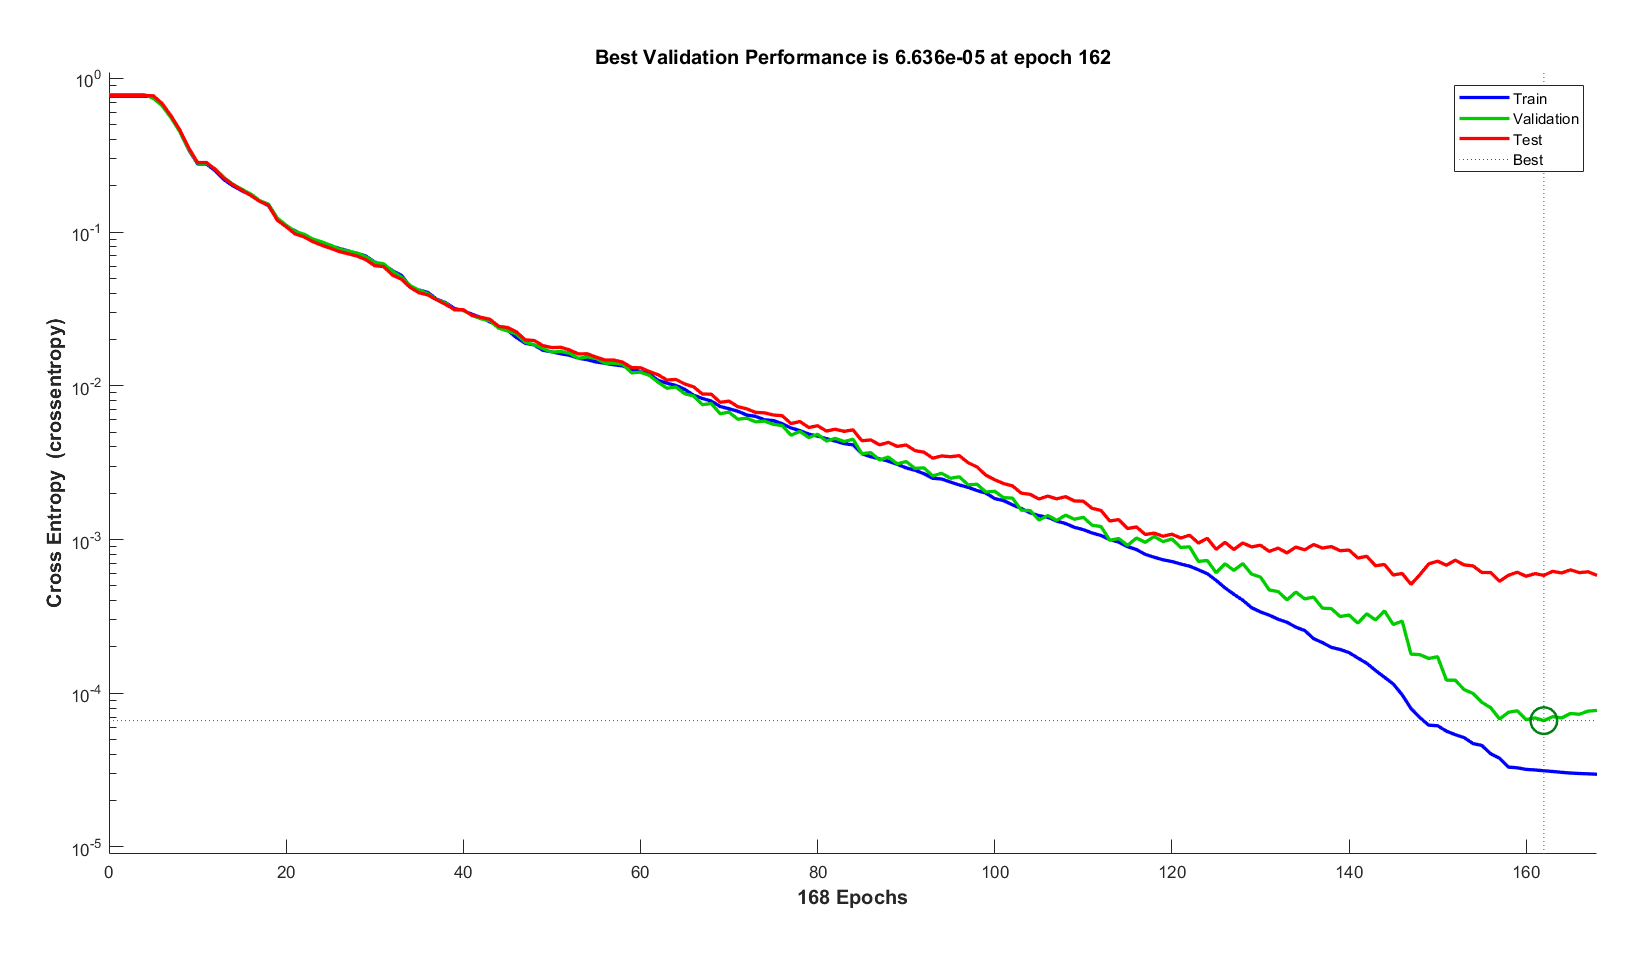 Best Validation Performance is 6.636e-05 at epoch 162
Train
Validation
Test
Best
Cross Entropy (crossentropy)
10^0
10^-1
10^-2
10^-3
10^-4
10^-5
0 20 40 60 80 100 120 140 160
168 Epochs